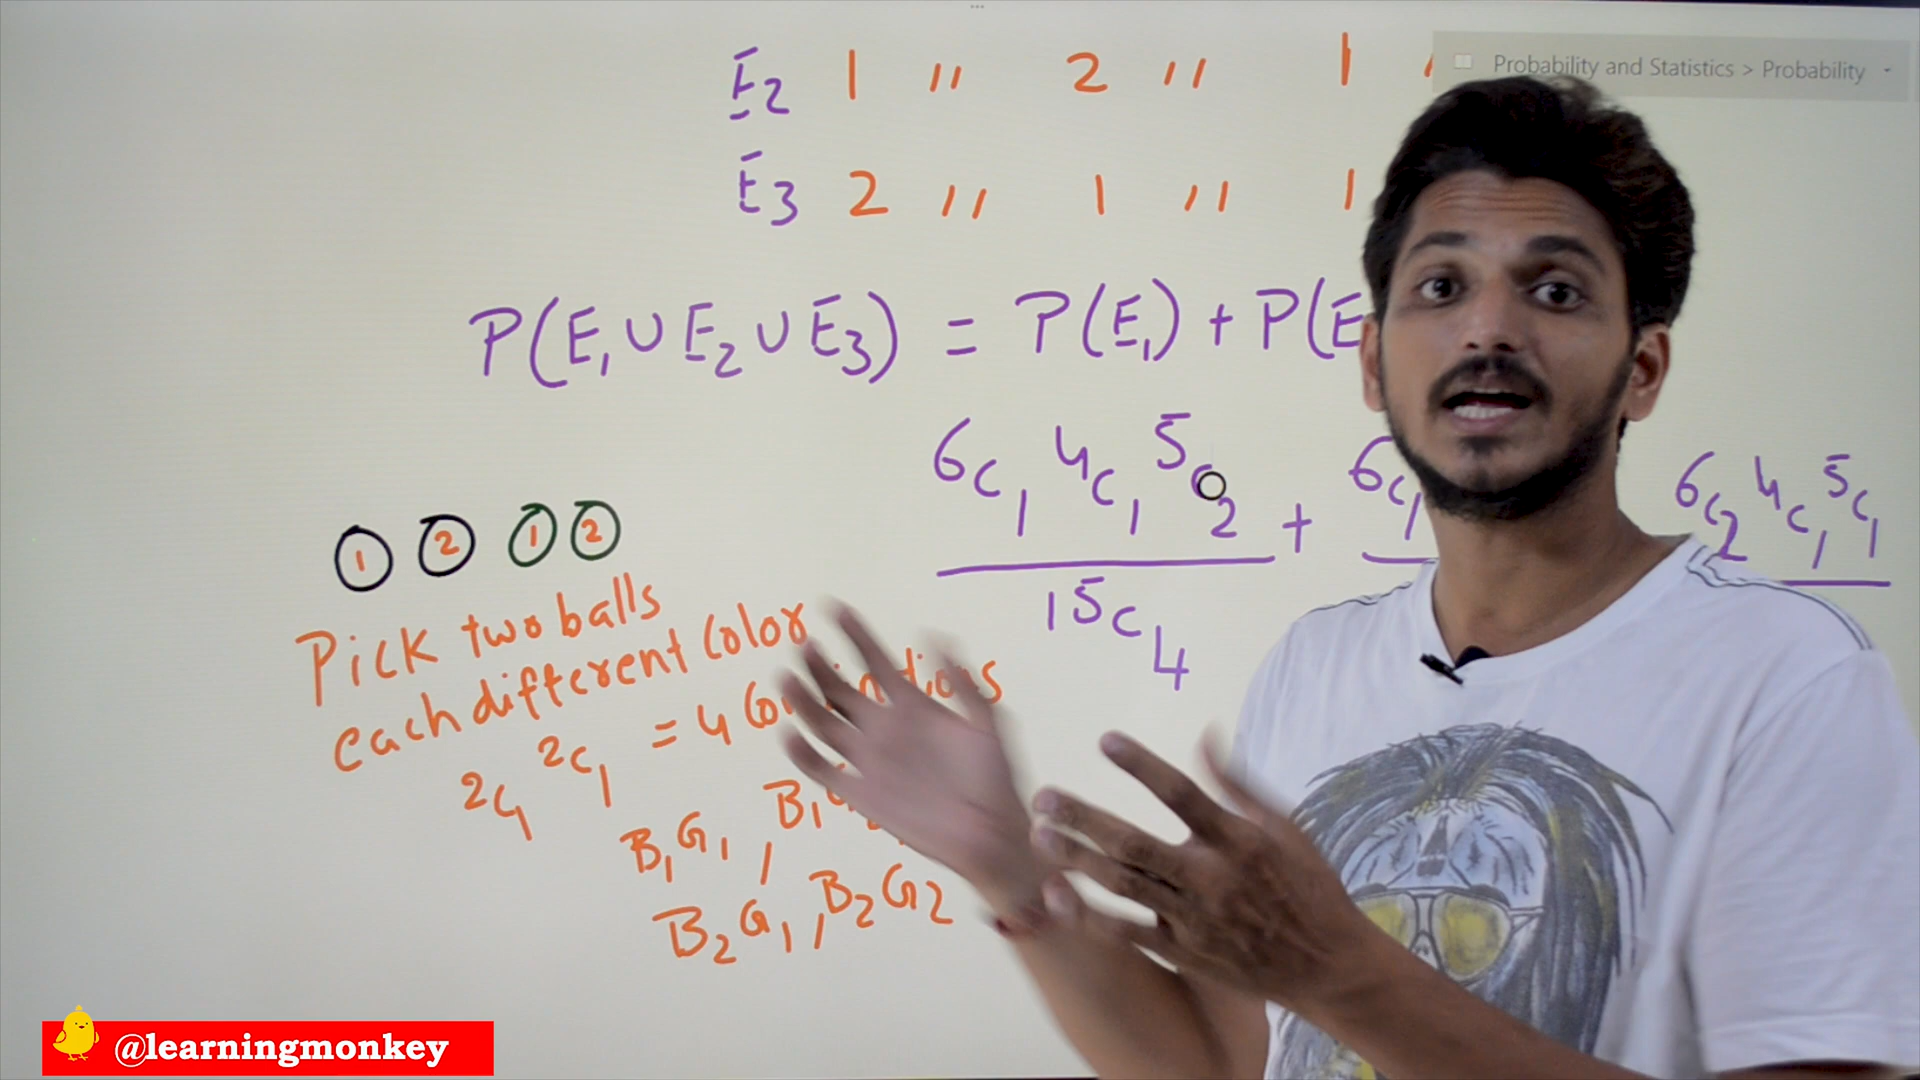 Probability and Statistics > Probability
E2 1 " 2 " 1
E3 2 " 1 " 1
P(E1 ∪ E2 ∪ E3) = P(E1) + P(E
6C1 4C1 5C2 + 6C1 6C2 4C1 5C1
15C4
1 2 1 2
Pick two balls
each different color
2C1 2C1 = 4
B1G1 , B1
B2G1 , B2G2
@learningmonkey